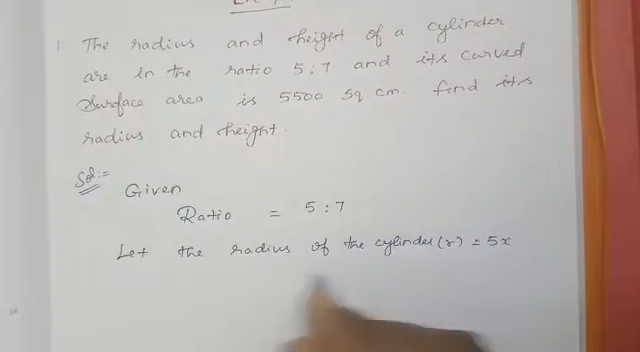 1 The radius and height of a cylinder
are in the ratio 5:7 and its curved
Surface area is 5500 sq.cm. find its
radius and height.
Sol:-
Given
Ratio = 5:7
Let the radius of the cylinder (r) = 5x